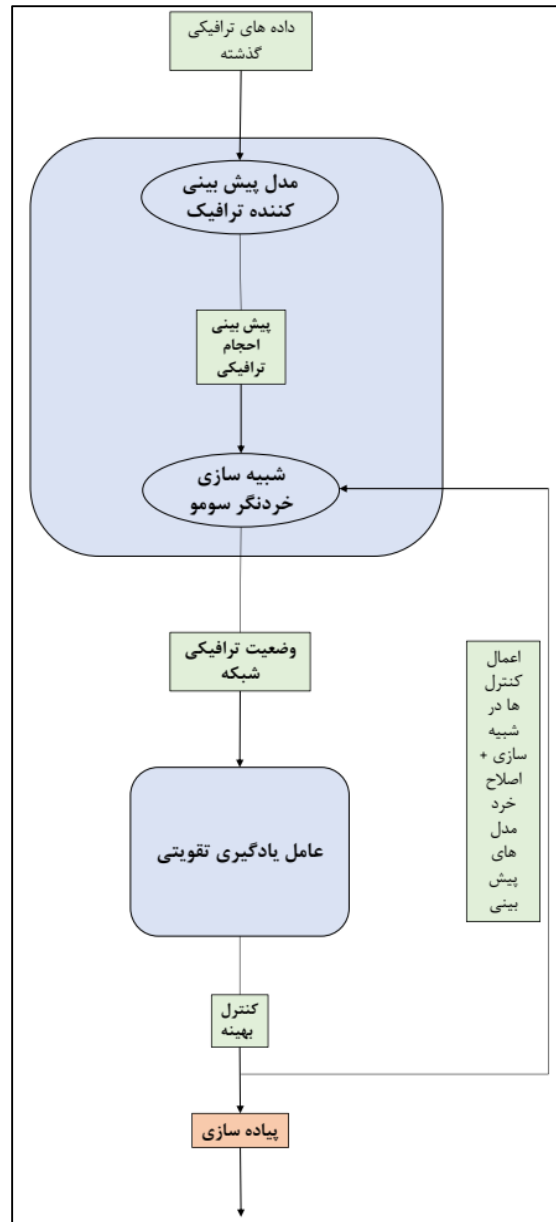 داده های ترافیکی
گذشته
مدل پیش بینی
کننده ترافیک
پیش بینی
احجام
ترافیکی
شبیه سازی
خردنگر سومو
وضعیت ترافیکی
شبکه
اعمال
کنترل
ها در
شبیه
سازی +
اصلاح
خرد
مدل
های
پیش
بینی
عامل یادگیری تقویتی
کنترل
بهینه
پیاده سازی